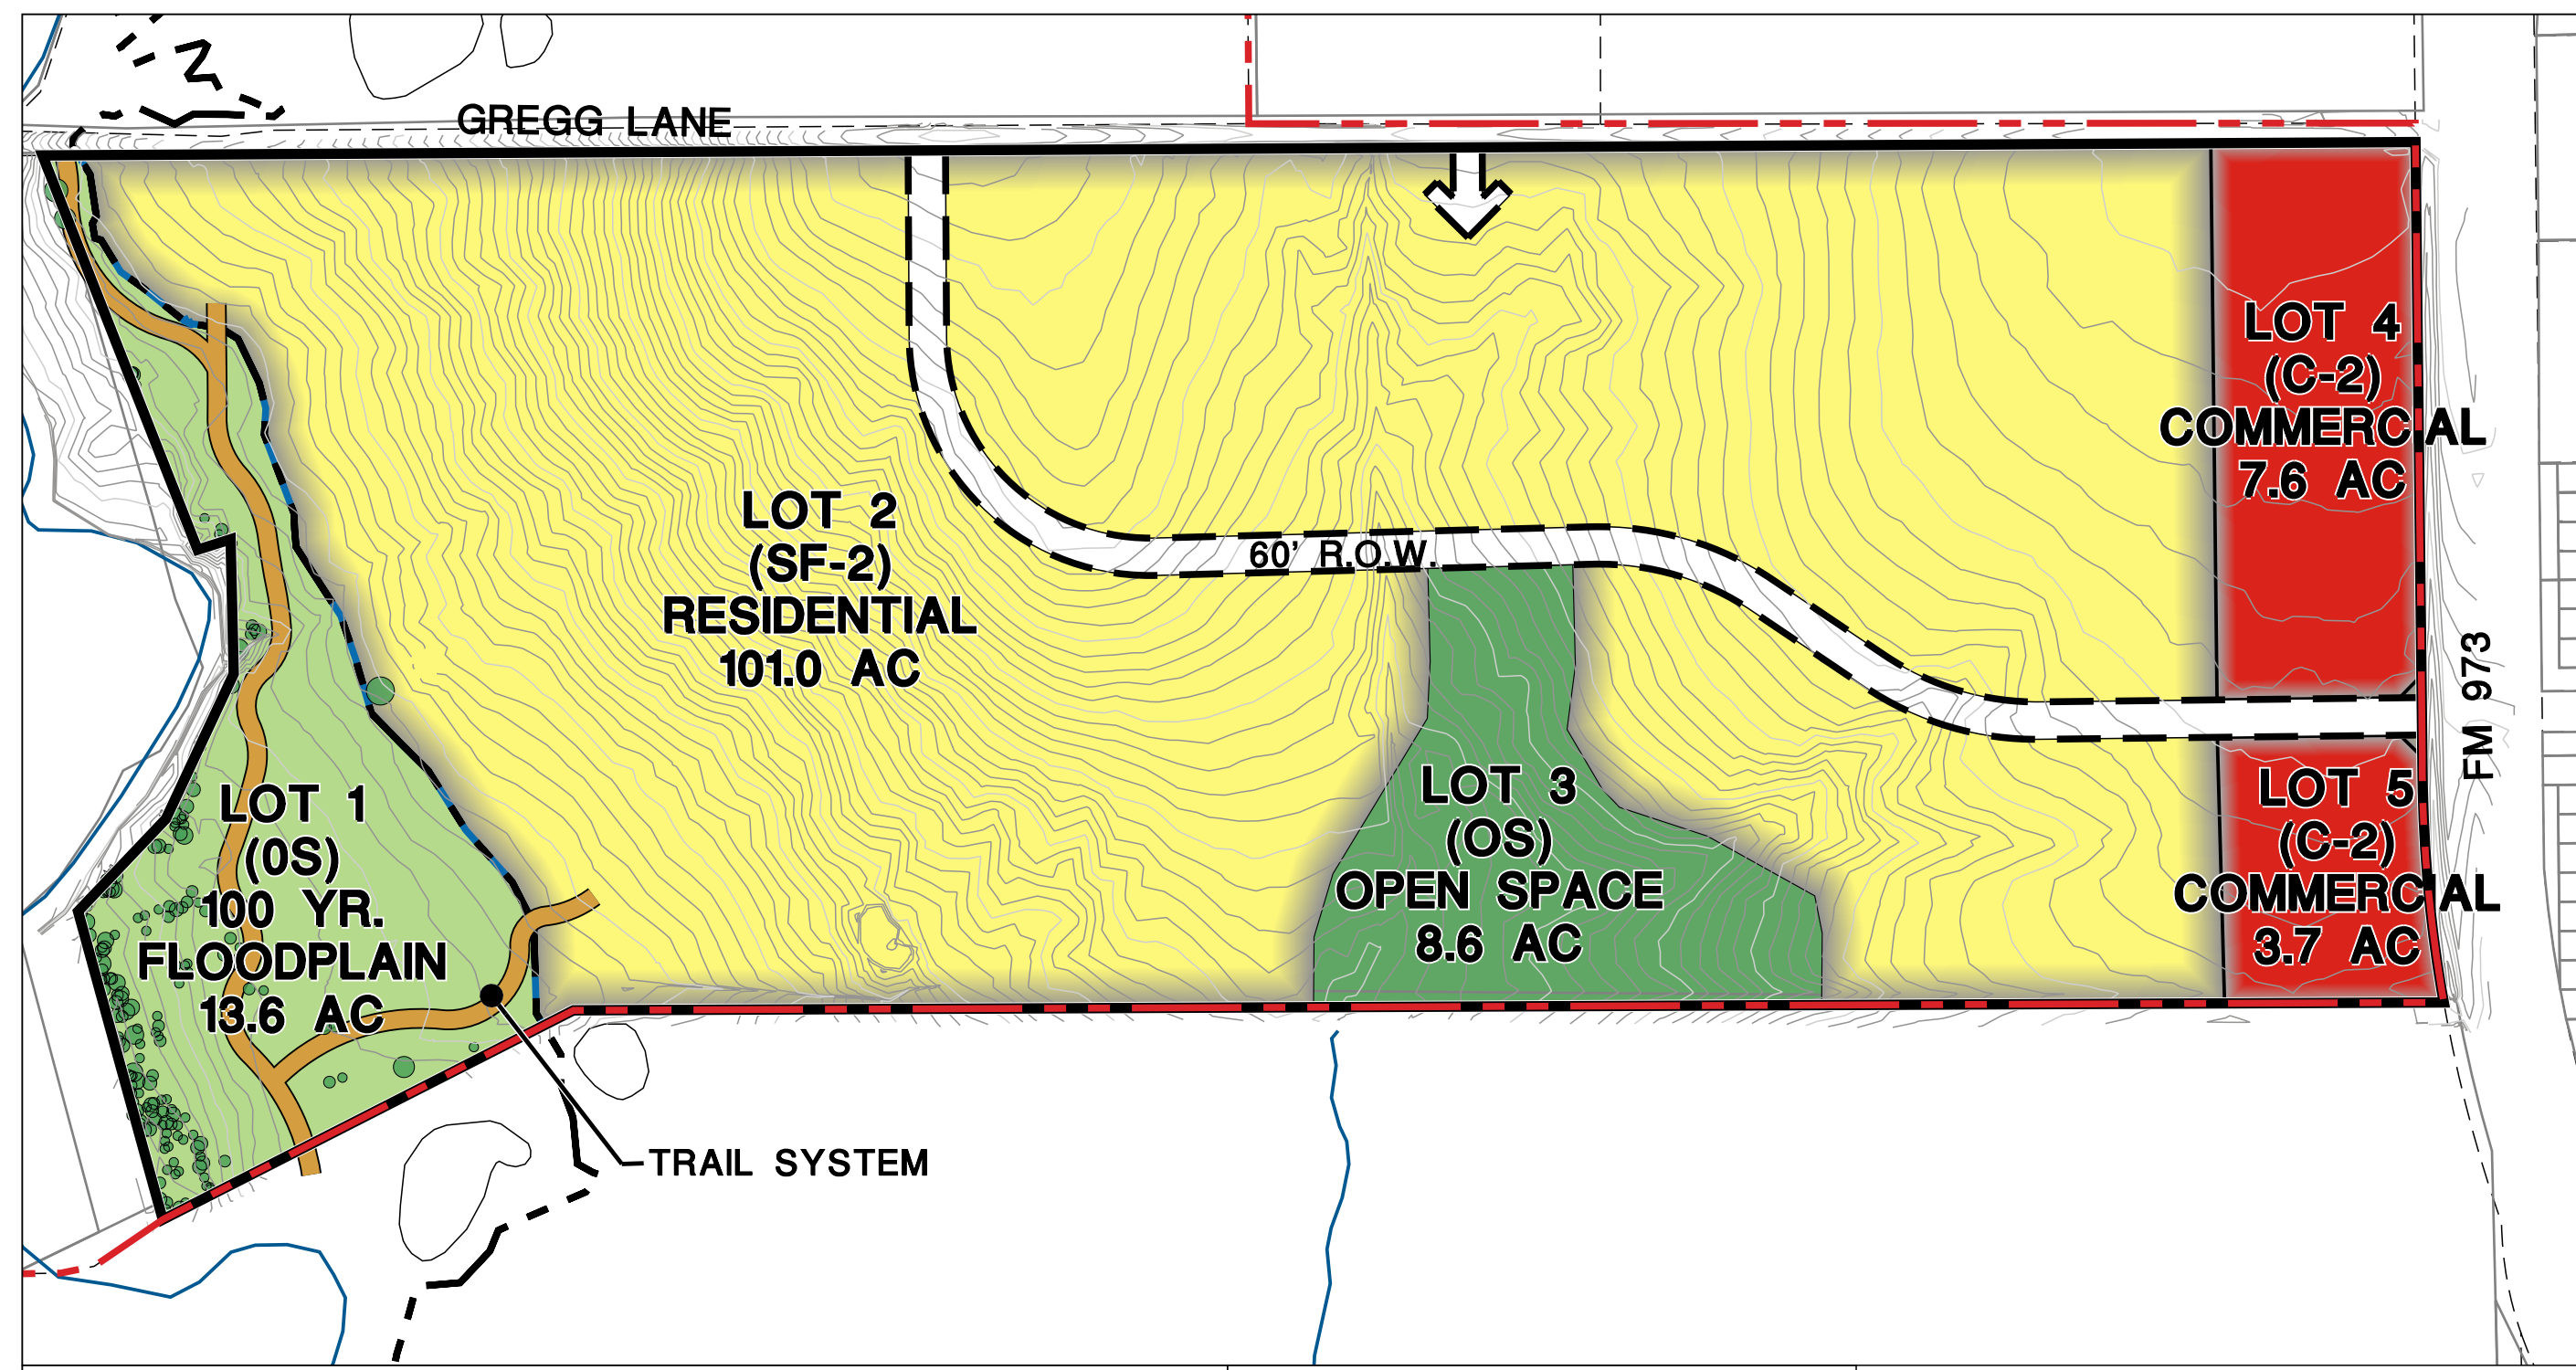 GREGG LANE
LOT 4
(C-2)
COMMERCIAL
7.6 AC
LOT 2
(SF-2)
RESIDENTIAL
101.0 AC
60' R.O.W.
FM 973
LOT 1
(0S)
100 YR.
FLOODPLAIN
13.6 AC
LOT 3
(OS)
OPEN SPACE
8.6 AC
LOT 5
(C-2)
COMMERCIAL
3.7 AC
TRAIL SYSTEM